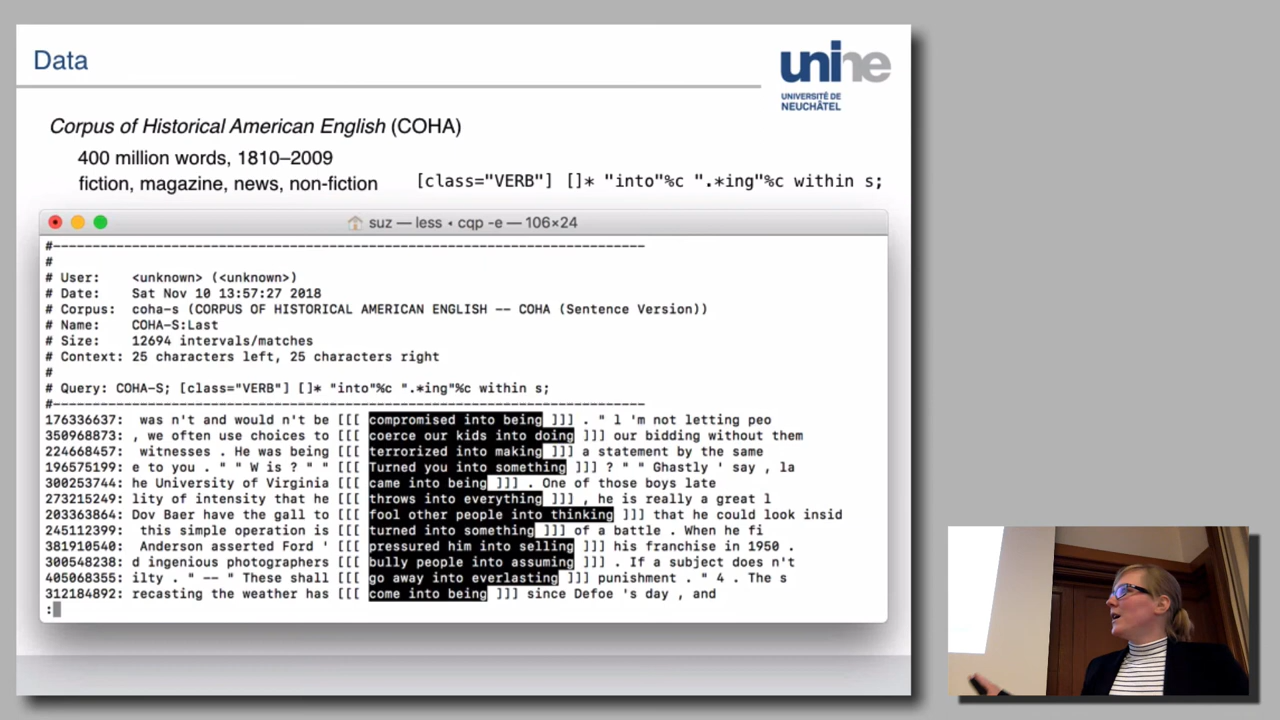 Data
unine
UNIVERSITÉ DE
NEUCHÂTEL
Corpus of Historical American English (COHA)
400 million words, 1810–2009
fiction, magazine, news, non-fiction
[class="VERB"] []* "into"%c ".*ing"%c within s;
suz — less ◂ cqp -e — 106×24
#---------------------------------------------------------------------------
#
# User: <unknown> (<unknown>)
# Date: Sat Nov 10 13:57:27 2018
# Corpus: coha-s (CORPUS OF HISTORICAL AMERICAN ENGLISH -- COHA (Sentence Version))
# Name: COHA-S:Last
# Size: 12694 intervals/matches
# Context: 25 characters left, 25 characters right
#
# Query: COHA-S; [class="VERB"] []* "into"%c ".*ing"%c within s;
#---------------------------------------------------------------------------
176336637: was n't and would n't be [[[ compromised into being ]]] . " l 'm not letting peo
350968873: , we often use choices to [[[ coerce our kids into doing ]]] our bidding without them
224668457: witnesses . He was being [[[ terrorized into making ]]] a statement by the same
196575199: e to you . " " W is ? " " [[[ Turned you into something ]]] ? " " Ghastly ' say , la
300253744: he University of Virginia [[[ came into being ]]] . One of those boys late
273215249: lity of intensity that he [[[ throws into everything ]]] , he is really a great l
203363864: Dov Baer have the gall to [[[ fool other people into thinking ]]] that he could look insid
245112399: this simple operation is [[[ turned into something ]]] of a battle . When he fi
381910540: Anderson asserted Ford ' [[[ pressured him into selling ]]] his franchise in 1950 .
300548238: d ingenious photographers [[[ bully people into assuming ]]] . If a subject does n't
405068355: ilty . " -- " These shall [[[ go away into everlasting ]]] punishment . " 4 . The s
312184892: recasting the weather has [[[ come into being ]]] since Defoe 's day , and
: